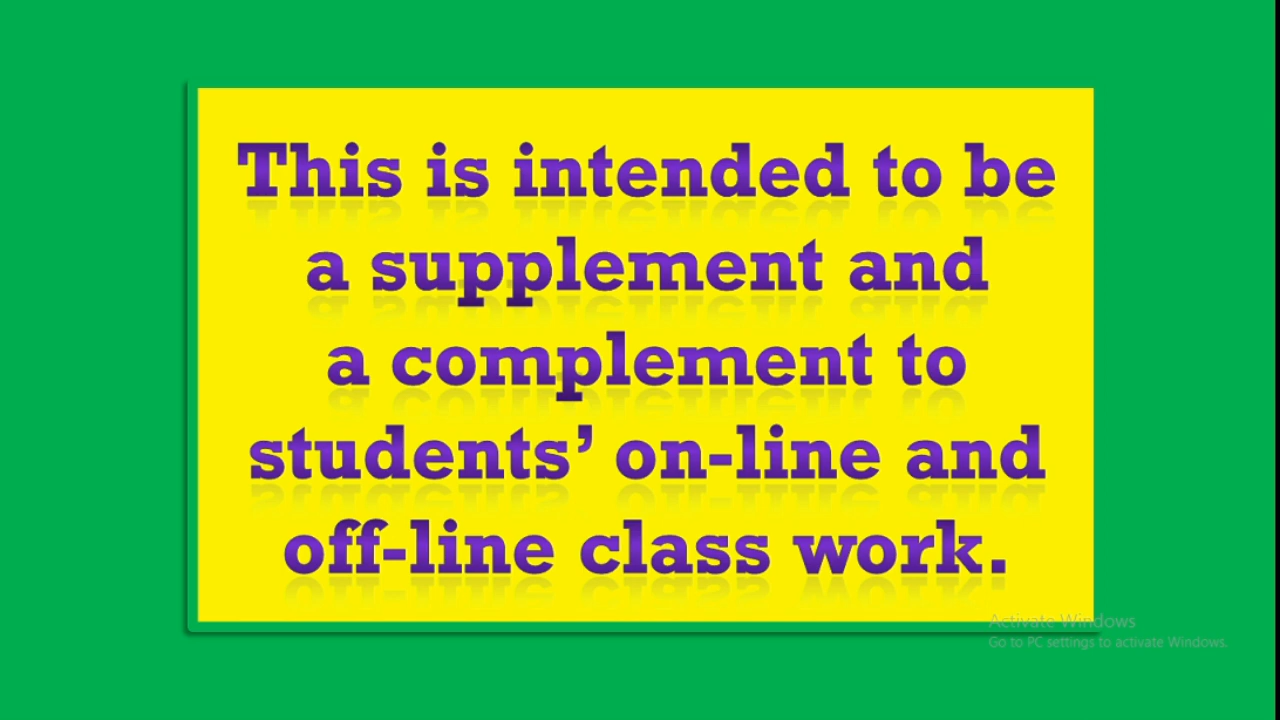 This is intended to be
a supplement and
a complement to
students’ on-line and
off-line class work.
Activate Windows
Go to PC settings to activate Windows.